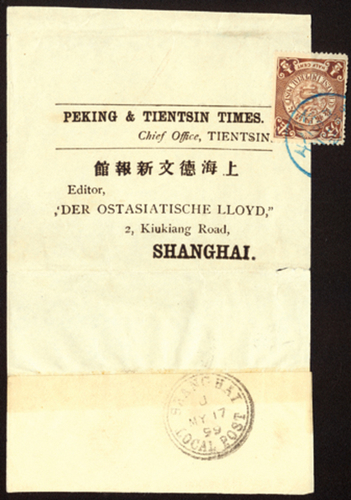 PEKING & TIENTSIN TIMES.
Chief Office, TIENTSIN.
館報新文德海上
Editor,
„DER OSTASIATISCHE LLOYD,”
2, Kiukiang Road,
SHANGHAI.
SHANGHAI
J
MY 17
99
LOCAL POST